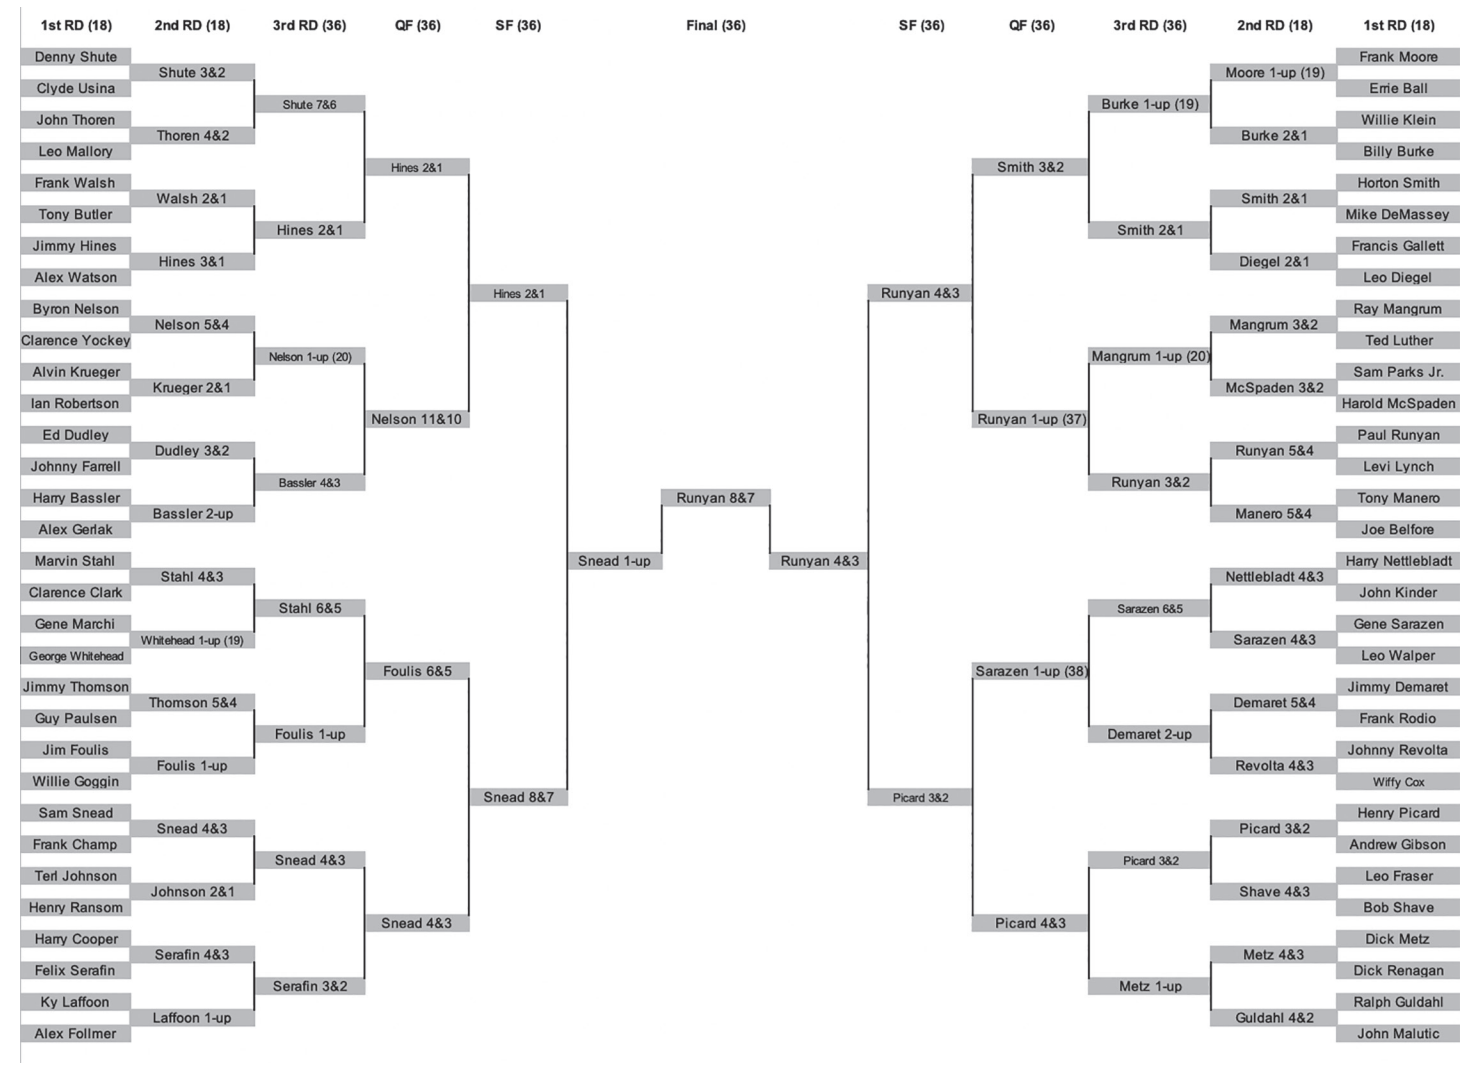 1st RD (18) 2nd RD (18) 3rd RD (36) QF (36) SF (36) Final (36) SF (36) QF (36) 3rd RD (36) 2nd RD (18) 1st RD (18)
Denny Shute Frank Moore
Shute 3&2 Moore 1-up (19)
Clyde Usina Errie Ball
Shute 7&6 Burke 1-up (19)
John Thoren Willie Klein
Thoren 4&2 Burke 2&1
Leo Mallory Billy Burke
Hines 2&1 Smith 3&2
Frank Walsh Horton Smith
Walsh 2&1 Smith 2&1
Tony Butler Mike DeMassey
Hines 2&1 Smith 2&1
Jimmy Hines Francis Gallett
Hines 3&1 Diegel 2&1
Alex Watson Leo Diegel
Hines 2&1 Runyan 4&3
Byron Nelson Ray Mangrum
Nelson 5&4 Mangrum 3&2
Clarence Yockey Ted Luther
Nelson 1-up (20) Mangrum 1-up (20)
Alvin Krueger Sam Parks Jr.
Krueger 2&1 McSpaden 3&2
Ian Robertson Harold McSpaden
Nelson 11&10 Runyan 1-up (37)
Ed Dudley Paul Runyan
Dudley 3&2 Runyan 5&4
Johnny Farrell Levi Lynch
Bassler 4&3 Runyan 3&2
Harry Bassler Runyan 8&7 Tony Manero
Bassler 2-up Manero 5&4
Alex Gerlak Joe Belfore
Marvin Stahl Snead 1-up Runyan 4&3 Harry Nettlebladt
Stahl 4&3 Nettlebladt 4&3
Clarence Clark John Kinder
Stahl 6&5 Sarazen 6&5
Gene Marchi Gene Sarazen
Whitehead 1-up (19) Sarazen 4&3
George Whitehead Leo Walper
Foulis 6&5 Sarazen 1-up (38)
Jimmy Thomson Jimmy Demaret
Thomson 5&4 Demaret 5&4
Guy Paulsen Frank Rodio
Foulis 1-up Demaret 2-up
Jim Foulis Johnny Revolta
Foulis 1-up Revolta 4&3
Willie Goggin Wiffy Cox
Snead 8&7 Picard 3&2
Sam Snead Henry Picard
Snead 4&3 Picard 3&2
Frank Champ Andrew Gibson
Snead 4&3 Picard 3&2
Terl Johnson Leo Fraser
Johnson 2&1 Shave 4&3
Henry Ransom Bob Shave
Snead 4&3 Picard 4&3
Harry Cooper Dick Metz
Serafin 4&3 Metz 4&3
Felix Serafin Dick Renagan
Serafin 3&2 Metz 1-up
Ky Laffoon Ralph Guldahl
Laffoon 1-up Guldahl 4&2
Alex Follmer John Malutic